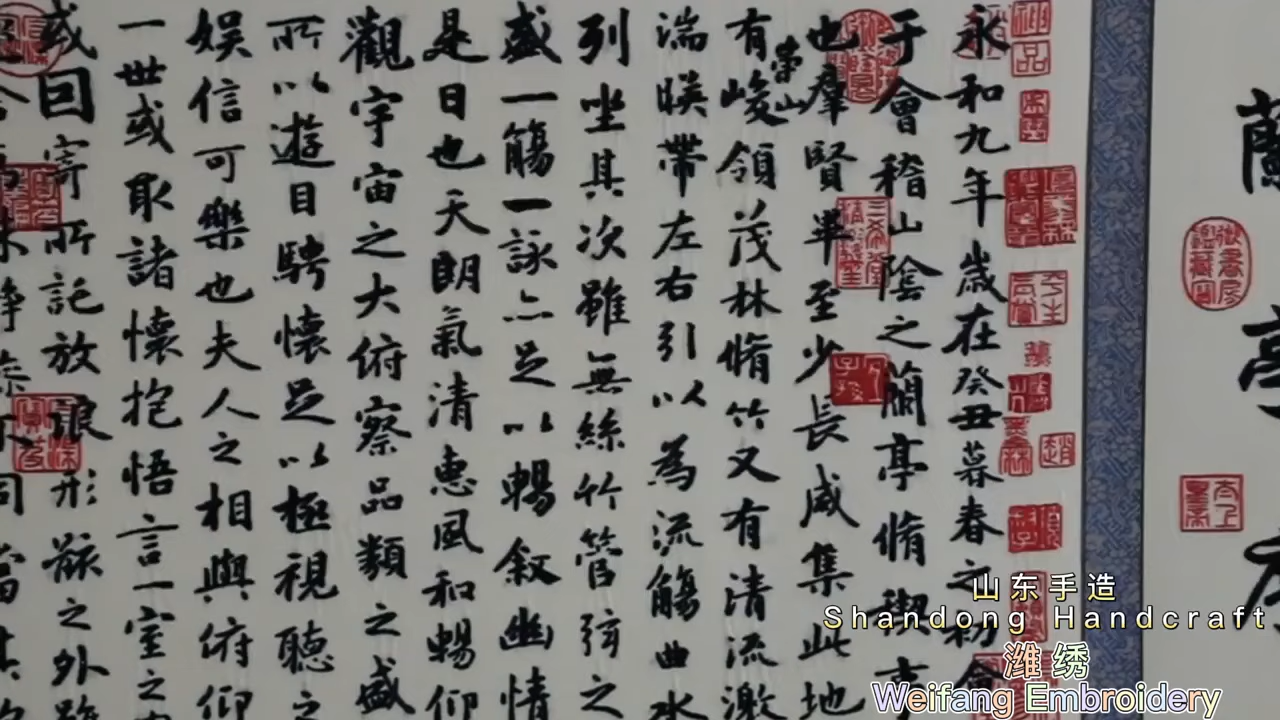 蘭亭
永和九年歲在癸丑暮春之初會
于會稽山陰之蘭亭脩禊事
也羣賢畢至少長咸集此地
有崇山峻領茂林脩竹又有清流激
湍暎帶左右引以為流觴曲水
列坐其次雖無絲竹管弦之
盛一觴一詠亦足以暢敘幽情
是日也天朗氣清惠風和暢仰
觀宇宙之大俯察品類之盛
所以遊目騁懷足以極視聽之
娛信可樂也夫人之相與俯仰
一世或取諸懷抱悟言一室之
或因寄所託放浪形骸之外雖
不同當其
山东手造
Shandong Handcraft
潍绣
Weifang Embroidery